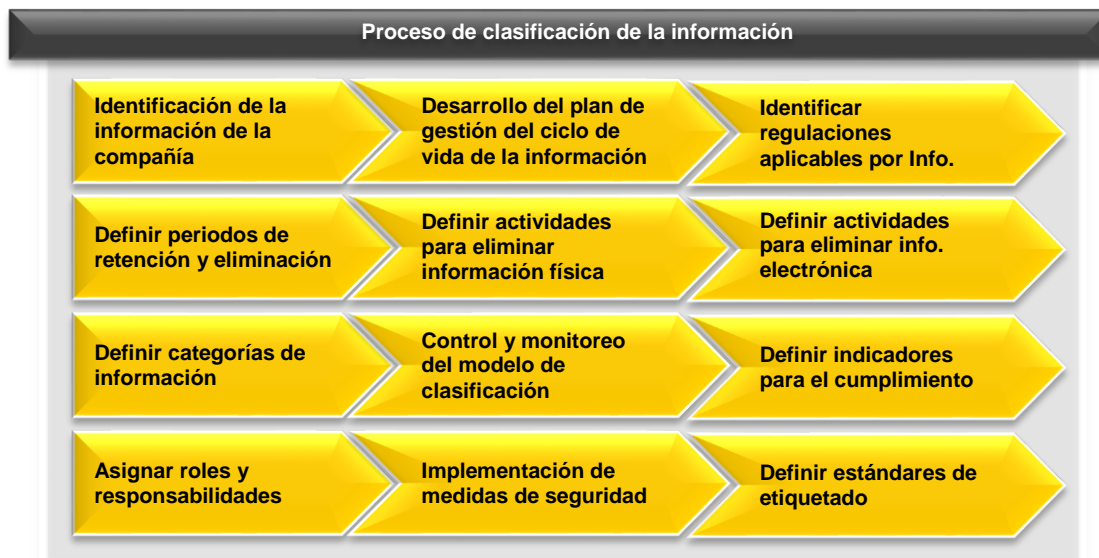 Proceso de clasificación de la información
Identificación de la
información de la
compañía
Desarrollo del plan de
gestión del ciclo de
vida de la información
Identificar
regulaciones
aplicables por Info.
Definir periodos de
retención y eliminación
Definir actividades
para eliminar
información física
Definir actividades
para eliminar info.
electrónica
Definir categorías de
información
Control y monitoreo
del modelo de
clasificación
Definir indicadores
para el cumplimiento
Asignar roles y
responsabilidades
Implementación de
medidas de seguridad
Definir estándares de
etiquetado